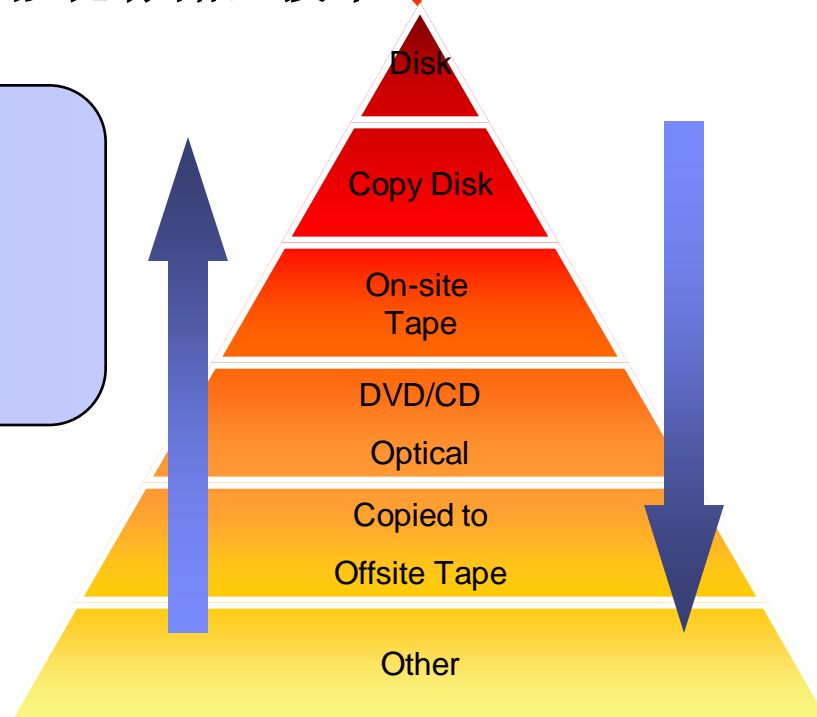 Disk
Copy Disk
On-site
Tape
DVD/CD
Optical
Copied to
Offsite Tape
Other